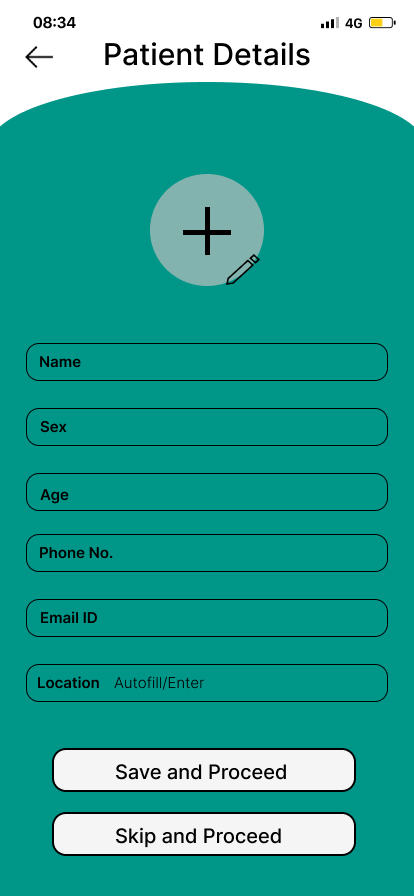 08:34 4G
Patient Details
Name
Sex
Age
Phone No.
Email ID
Location Autofill/Enter
Save and Proceed
Skip and Proceed